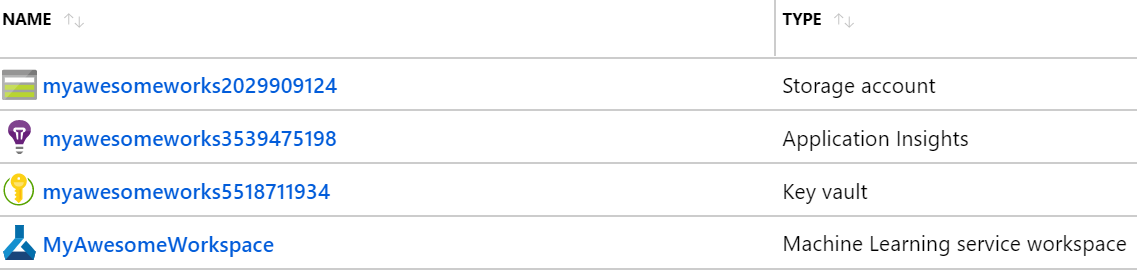 NAME ↑↓ TYPE ↑↓
myawesomeworks2029909124 Storage account
myawesomeworks3539475198 Application Insights
myawesomeworks5518711934 Key vault
MyAwesomeWorkspace Machine Learning service workspace